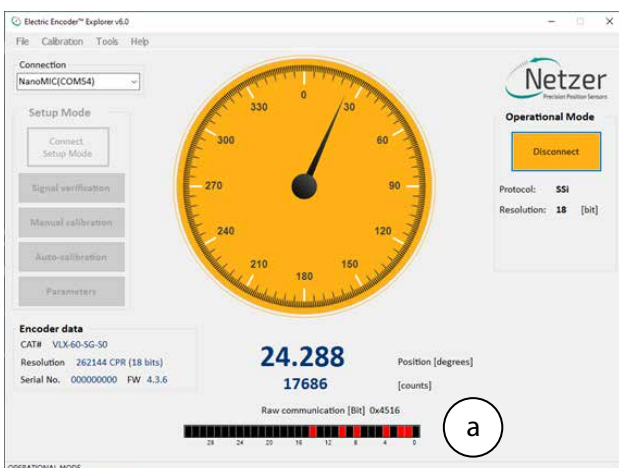 Electric Encoder™ Explorer v6.0
File Calibration Tools Help
Connection
NanoMIC(COM54)
Netzer
Precision Position Sensors
Setup Mode
Connect
Setup Mode
Signal verification
Manual calibration
Auto-calibration
Parameters
0
30
60
90
120
150
180
210
240
270
300
330
Operational Mode
Disconnect
Protocol: SSi
Resolution: 18 [bit]
Encoder data
CAT# VLX-60-SG-S0
Resolution 262144 CPR (18 bits)
Serial No. 000000000 FW 4.3.6
24.288 Position [degrees]
17686 [counts]
Raw communication [Bit] 0x4516
28 24 20 16 12 8 4 0
a
OPERATIONAL MODE